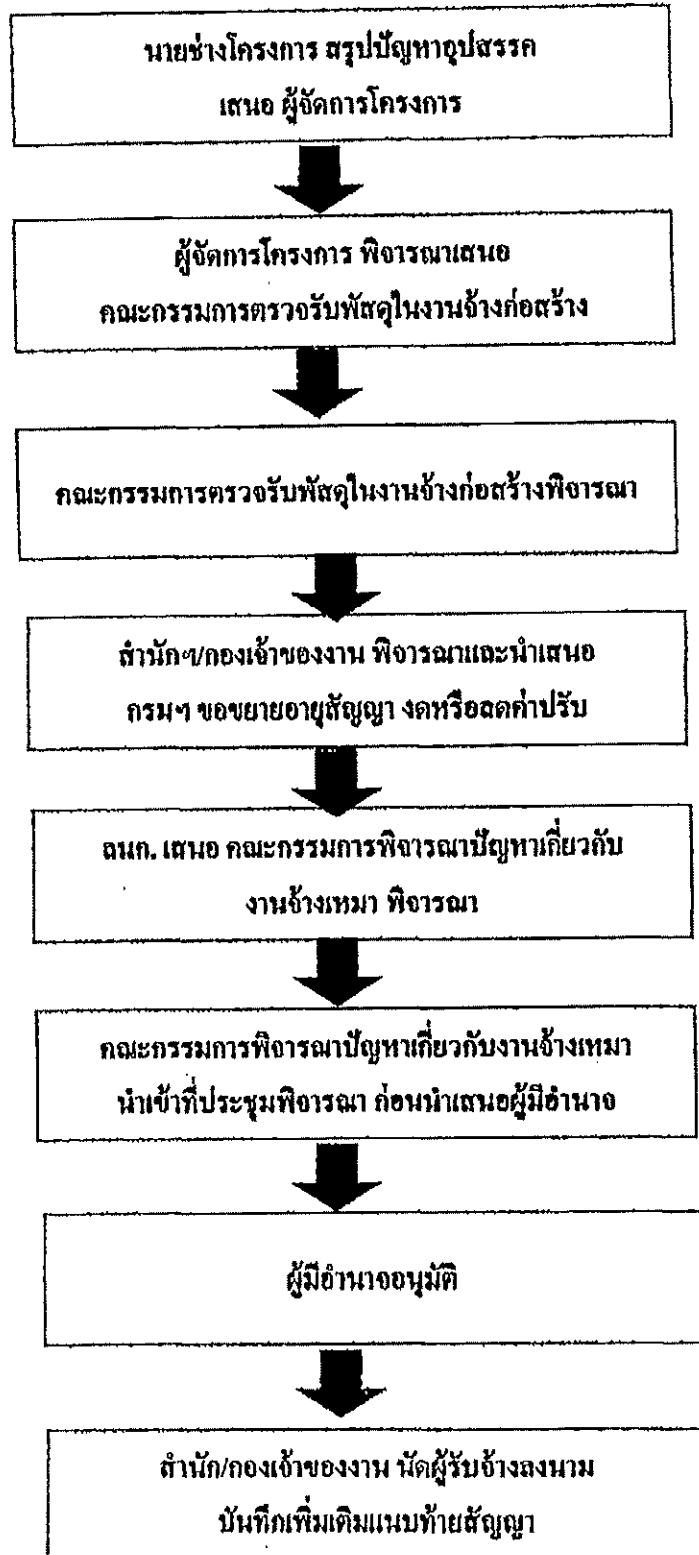 นายช่างโครงการ สรุปปัญหาอุปสรรค
เสนอ ผู้จัดการโครงการ
ผู้จัดการโครงการ พิจารณาเสนอ
คณะกรรมการตรวจรับพัสดุในงานจ้างก่อสร้าง
คณะกรรมการตรวจรับพัสดุในงานจ้างก่อสร้างพิจารณา
สำนักฯ/กองเจ้าของงาน พิจารณาและนำเสนอ
กรมฯ ขอขยายอายุสัญญา งดหรือลดค่าปรับ
ลนก. เสนอ คณะกรรมการพิจารณาปัญหาเกี่ยวกับ
งานจ้างเหมา พิจารณา
คณะกรรมการพิจารณาปัญหาเกี่ยวกับงานจ้างเหมา
นำเข้าที่ประชุมพิจารณา ก่อนนำเสนอผู้มีอำนาจ
ผู้มีอำนาจอนุมัติ
สำนัก/กองเจ้าของงาน นัดผู้รับจ้างลงนาม
บันทึกเพิ่มเติมแนบท้ายสัญญา